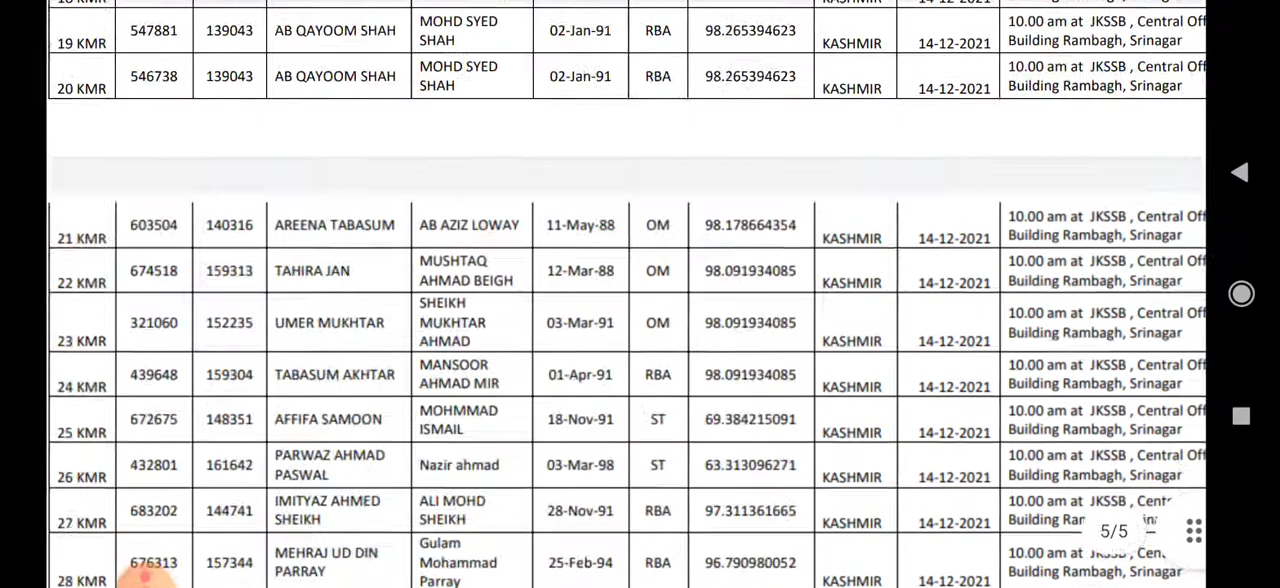 18 KMR KASHMIR 14-12-2021 Building Rambagh, Srinagar
19 KMR 547881 139043 AB QAYOOM SHAH MOHD SYED SHAH 02-Jan-91 RBA 98.265394623 KASHMIR 14-12-2021 10.00 am at JKSSB , Central Off Building Rambagh, Srinagar
20 KMR 546738 139043 AB QAYOOM SHAH MOHD SYED SHAH 02-Jan-91 RBA 98.265394623 KASHMIR 14-12-2021 10.00 am at JKSSB , Central Off Building Rambagh, Srinagar
21 KMR 603504 140316 AREENA TABASUM AB AZIZ LOWAY 11-May-88 OM 98.178664354 KASHMIR 14-12-2021 10.00 am at JKSSB , Central Off Building Rambagh, Srinagar
22 KMR 674518 159313 TAHIRA JAN MUSHTAQ AHMAD BEIGH 12-Mar-88 OM 98.091934085 KASHMIR 14-12-2021 10.00 am at JKSSB , Central Off Building Rambagh, Srinagar
23 KMR 321060 152235 UMER MUKHTAR SHEIKH MUKHTAR AHMAD 03-Mar-91 OM 98.091934085 KASHMIR 14-12-2021 10.00 am at JKSSB , Central Off Building Rambagh, Srinagar
24 KMR 439648 159304 TABASUM AKHTAR MANSOOR AHMAD MIR 01-Apr-91 RBA 98.091934085 KASHMIR 14-12-2021 10.00 am at JKSSB , Central Off Building Rambagh, Srinagar
25 KMR 672675 148351 AFFIFA SAMOON MOHMMAD ISMAIL 18-Nov-91 ST 69.384215091 KASHMIR 14-12-2021 10.00 am at JKSSB , Central Off Building Rambagh, Srinagar
26 KMR 432801 161642 PARWAZ AHMAD PASWAL Nazir ahmad 03-Mar-98 ST 63.313096271 KASHMIR 14-12-2021 10.00 am at JKSSB , Central Off Building Rambagh, Srinagar
27 KMR 683202 144741 IMITYAZ AHMED SHEIKH ALI MOHD SHEIKH 28-Nov-91 RBA 97.311361665 KASHMIR 14-12-2021 10.00 am at JKSSB , Building
28 KMR 676313 157344 MEHRAJ UD DIN PARRAY Gulam Mohammad Parray 25-Feb-94 RBA 96.790980052 KASHMIR 14-12-2021 10.00 am at Building Rambagh, Srinagar
5/5